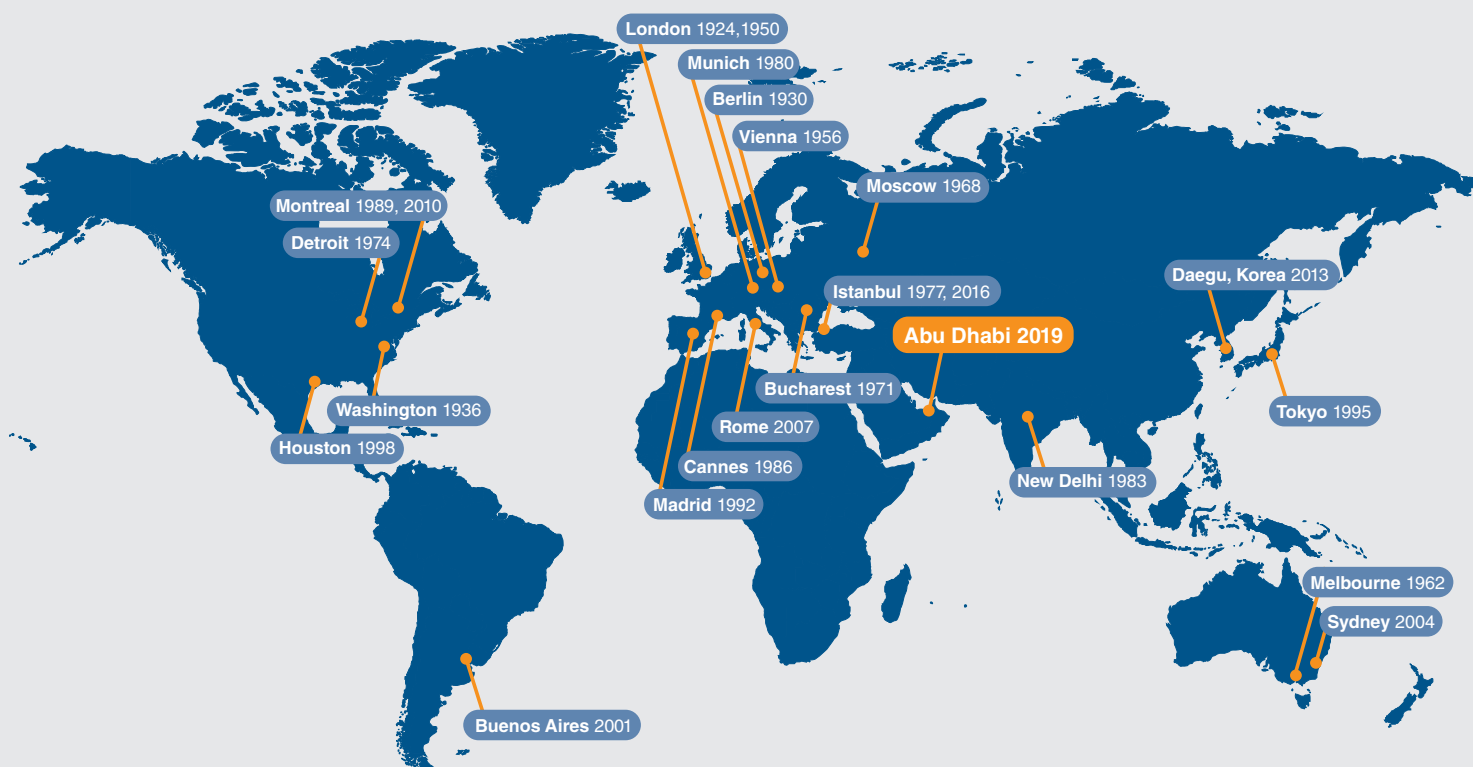 London 1924,1950
Munich 1980
Berlin 1930
Vienna 1956
Moscow 1968
Montreal 1989, 2010
Detroit 1974
Daegu, Korea 2013
Istanbul 1977, 2016
Abu Dhabi 2019
Bucharest 1971
Washington 1936
Tokyo 1995
Rome 2007
Houston 1998
Cannes 1986
New Delhi 1983
Madrid 1992
Melbourne 1962
Sydney 2004
Buenos Aires 2001